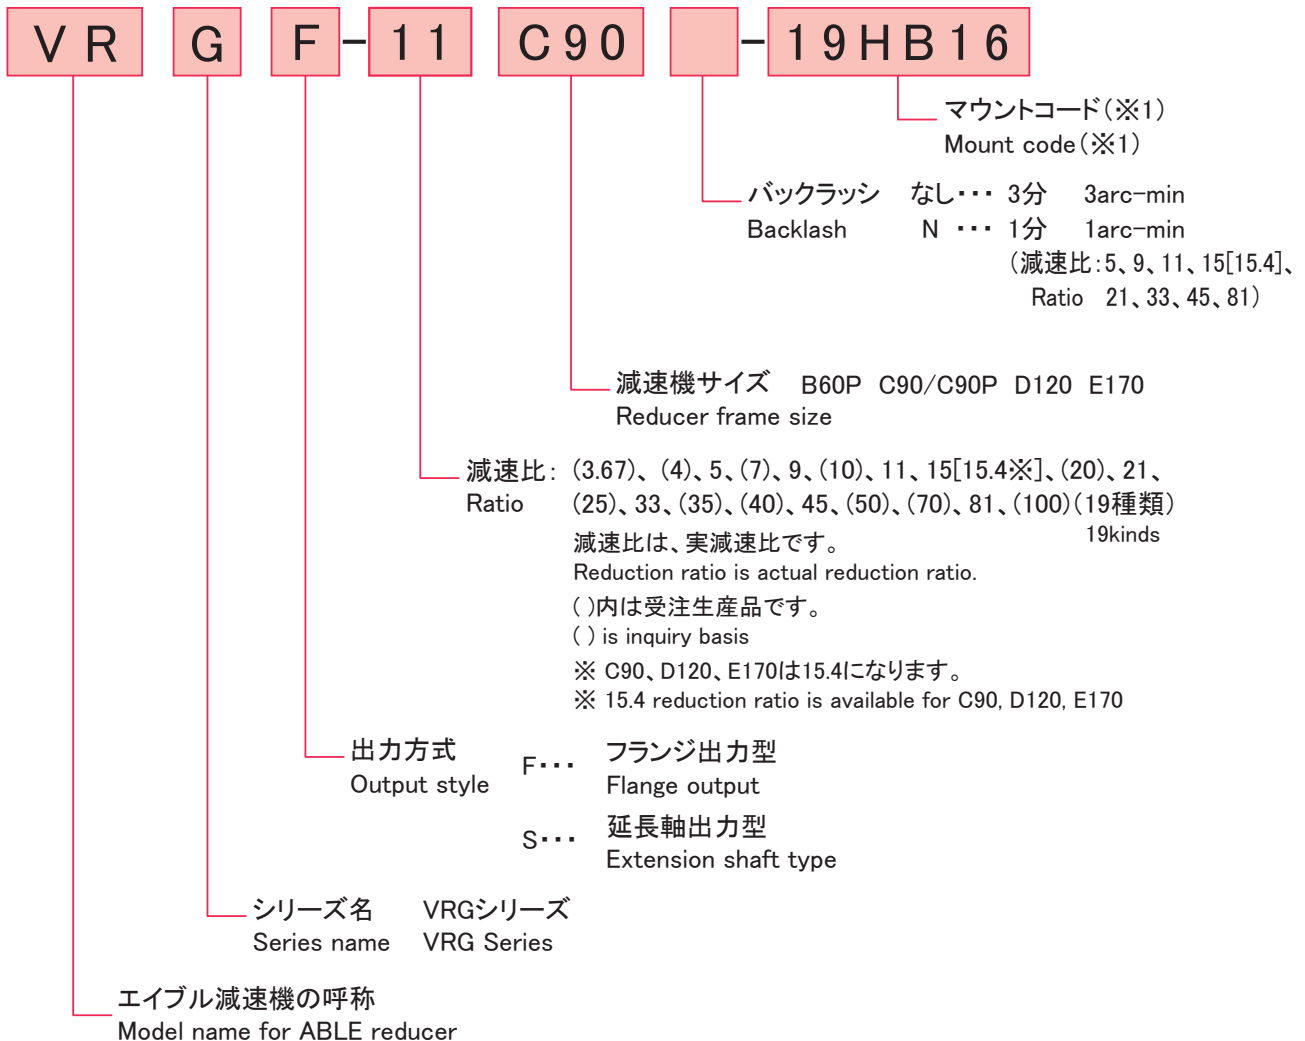 VR G F-11 C90 -19HB16
マウントコード(※1)
Mount code(※1)
バックラッシ なし･･･ 3分 3arc-min
Backlash N ･･･ 1分 1arc-min
(減速比:5、9、11、15[15.4]、
Ratio 21、33、45、81)
減速機サイズ B60P C90/C90P D120 E170
Reducer frame size
減速比: (3.67)、(4)、5、(7)、9、(10)、11、15[15.4※]、(20)、21、
Ratio (25)、33、(35)、(40)、45、(50)、(70)、81、(100)(19種類)
19kinds
減速比は、実減速比です。
Reduction ratio is actual reduction ratio.
( )内は受注生産品です。
( ) is inquiry basis
※ C90、D120、E170は15.4になります。
※ 15.4 reduction ratio is available for C90, D120, E170
出力方式 F･･･ フランジ出力型
Output style Flange output
S･･･ 延長軸出力型
Extension shaft type
シリーズ名 VRGシリーズ
Series name VRG Series
エイブル減速機の呼称
Model name for ABLE reducer